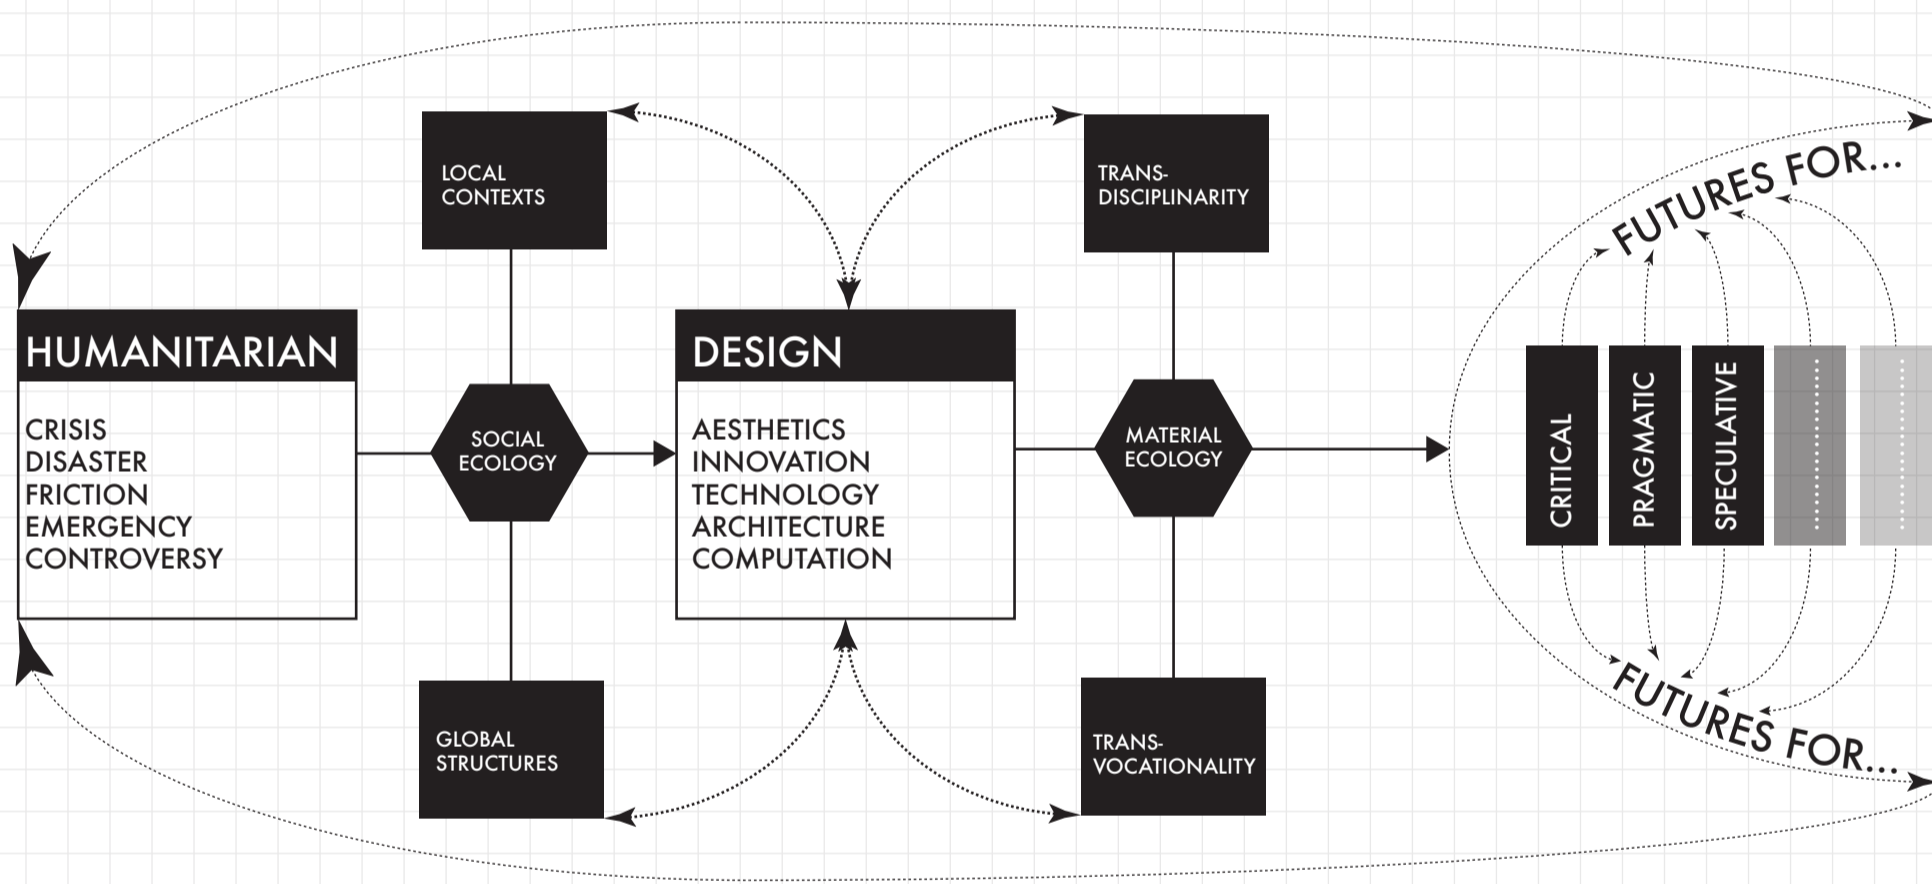 LOCAL
CONTEXTS
TRANS-
DISCIPLINARITY
FUTURES FOR...
HUMANITARIAN
CRISIS
DISASTER
FRICTION
EMERGENCY
CONTROVERSY
SOCIAL
ECOLOGY
DESIGN
AESTHETICS
INNOVATION
TECHNOLOGY
ARCHITECTURE
COMPUTATION
MATERIAL
ECOLOGY
CRITICAL
PRAGMATIC
SPECULATIVE
GLOBAL
STRUCTURES
TRANS-
VOCATIONALITY
FUTURES FOR...